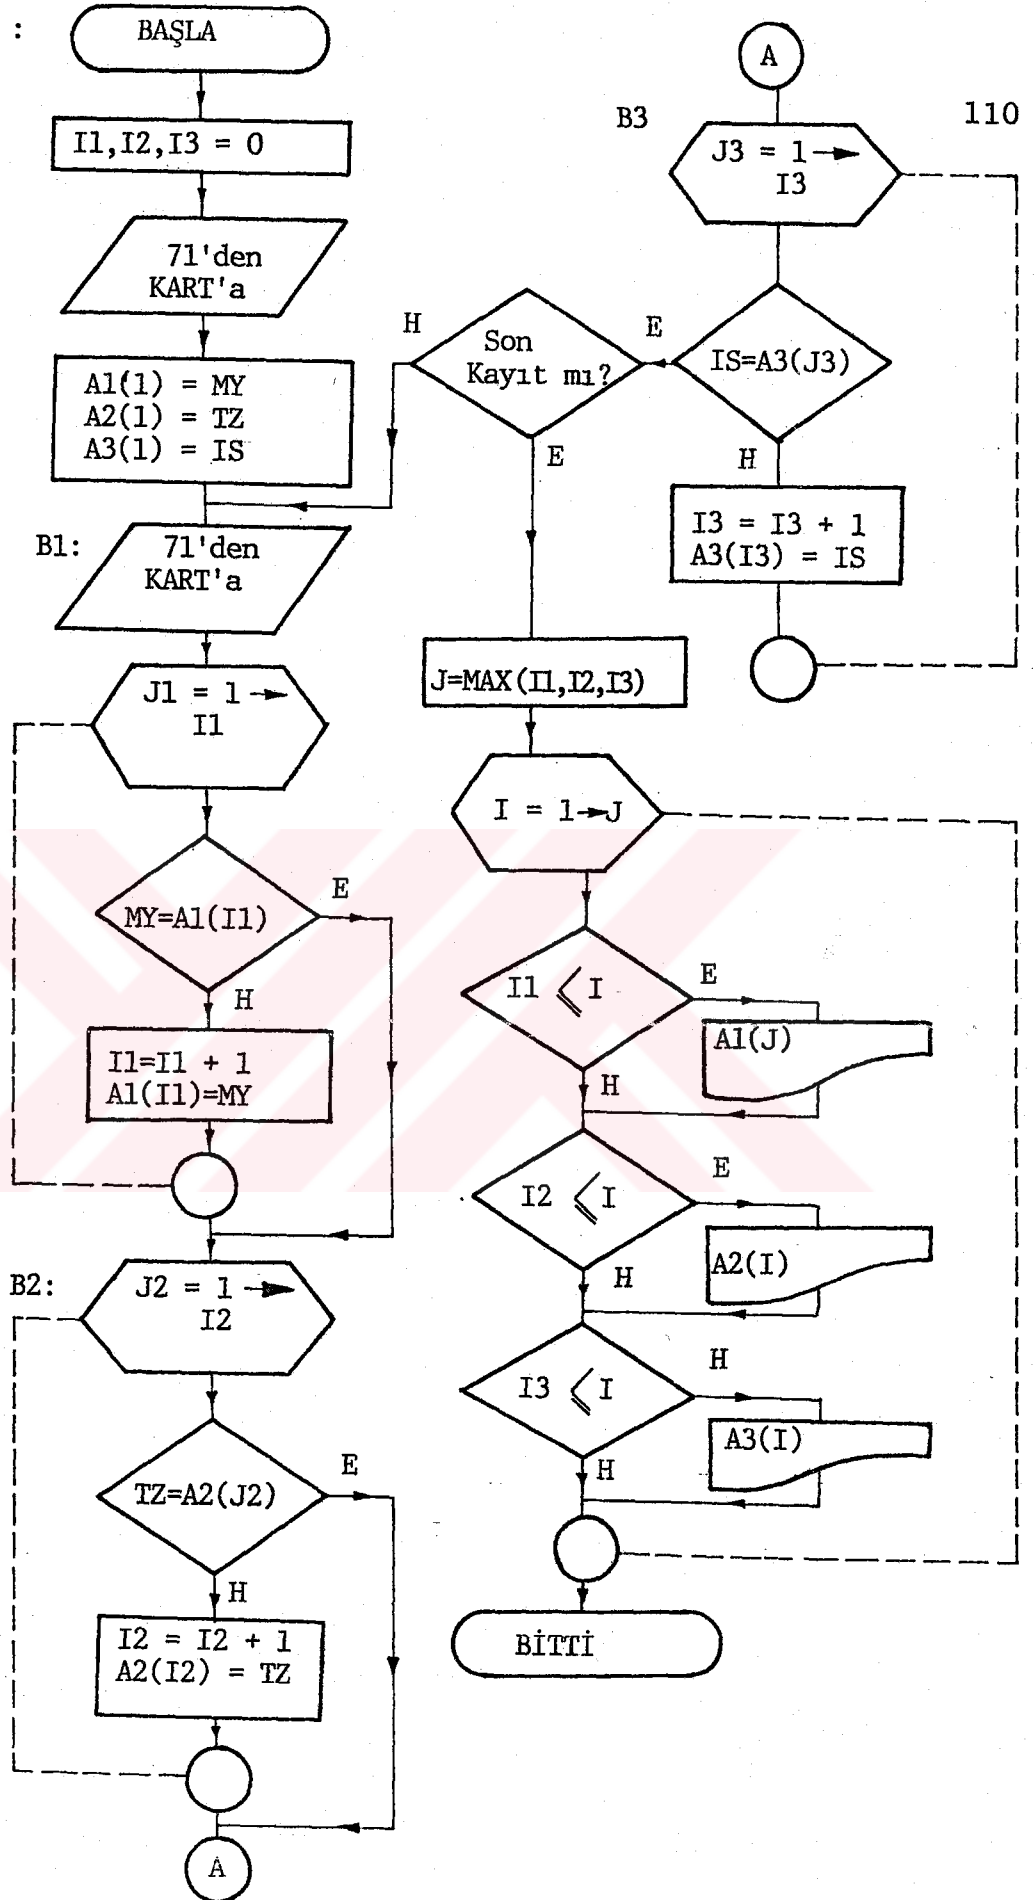 :
BAŞLA
I1,I2,I3 = 0
71'den
KART'a
A1(1) = MY
A2(1) = TZ
A3(1) = IS
B1:
71'den
KART'a
J1 = 1 →
I1
MY=A1(I1)
E
H
I1=I1 + 1
A1(I1)=MY
B2:
J2 = 1 →
I2
TZ=A2(J2)
E
H
I2 = I2 + 1
A2(I2) = TZ
A
A
110
B3
J3 = 1 →
I3
IS=A3(J3)
E
H
I3 = I3 + 1
A3(I3) = IS
Son
Kayıt mı?
H
E
J=MAX(I1,I2,I3)
I = 1→J
I1 ≤ I
E
A1(J)
H
I2 ≤ I
E
A2(I)
H
I3 ≤ I
H
A3(I)
H
BİTTİ